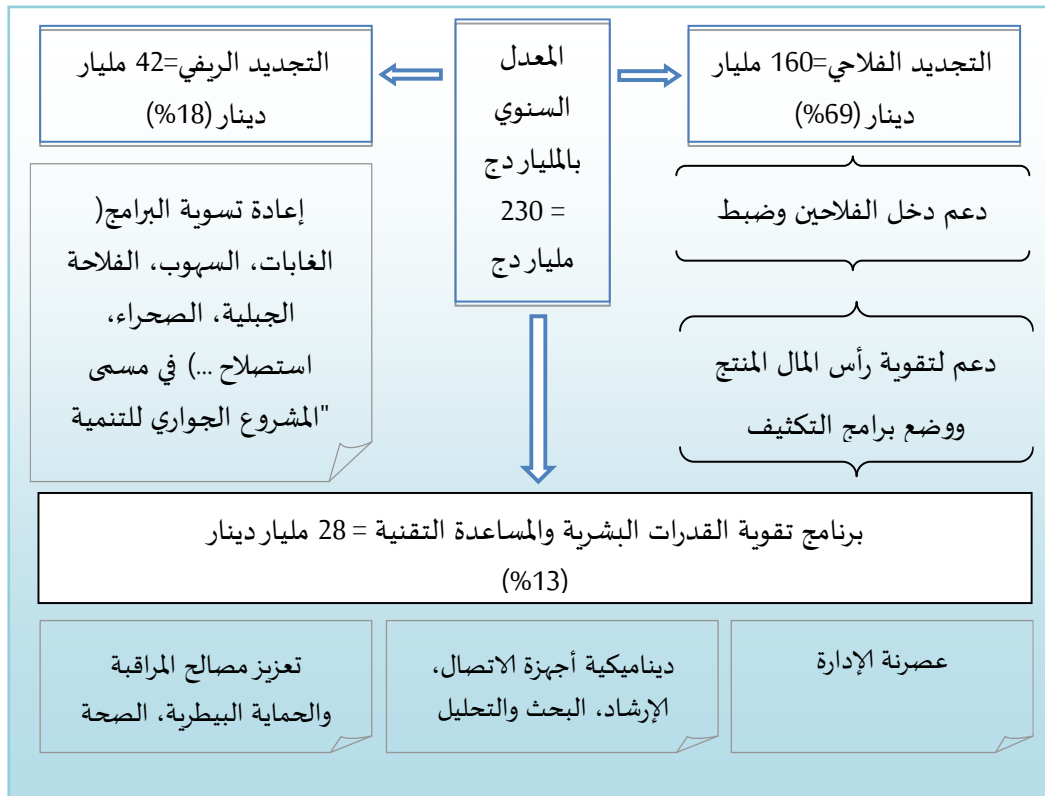 التجديد الفلاحي=160 مليار
دينار (69%)
المعدل
السنوي
بالمليار دج
= 230
مليار دج
التجديد الريفي=42 مليار
دينار (18%)
دعم دخل الفلاحين وضبط
دعم لتقوية رأس المال المنتج
ووضع برامج التكثيف
إعادة تسوية البرامج(
الغابات، السهوب، الفلاحة
الجبلية، الصحراء،
استصلاح ...) في مسمى
"المشروع الجواري للتنمية
برنامج تقوية القدرات البشرية والمساعدة التقنية = 28 مليار دينار
(13%)
عصرنة الإدارة
ديناميكية أجهزة الاتصال،
الإرشاد، البحث والتحليل
تعزيز مصالح المراقبة
والحماية البيطرية، الصحة